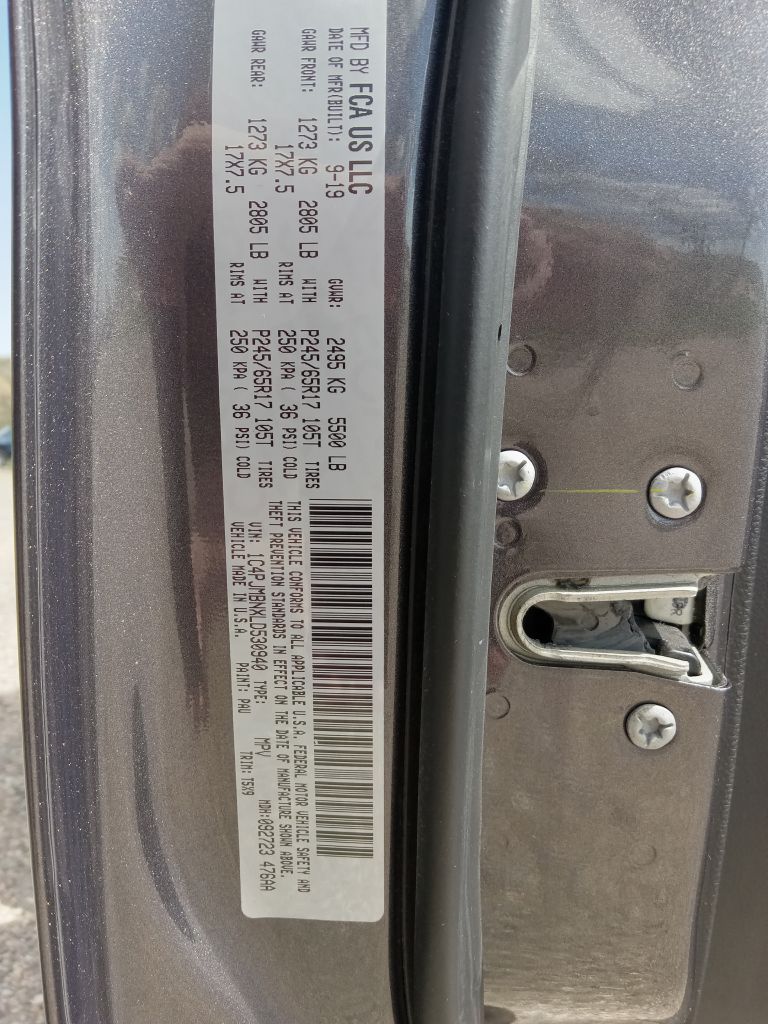 MFD BY FCA US LLC
DATE OF MFR(BUILT): 9-19 GVWR: 2495 KG 5500 LB
GAWR FRONT: 1273 KG 2805 LB WITH P245/65R17 105T TIRES
17X7.5 RIMS AT 250 KPA ( 36 PSI) COLD
GAWR REAR: 1273 KG 2805 LB WITH P245/65R17 105T TIRES
17X7.5 RIMS AT 250 KPA ( 36 PSI) COLD
THIS VEHICLE CONFORMS TO ALL APPLICABLE U.S.A. FEDERAL MOTOR VEHICLE SAFETY AND
THEFT PREVENTION STANDARDS IN EFFECT ON THE DATE OF MANUFACTURE SHOWN ABOVE.
VIN: 1C4PJMBNXLD530940 TYPE: MPV MDH:092723 476AA
VEHICLE MADE IN U.S.A. PAINT: PAU TRIM: T5X9